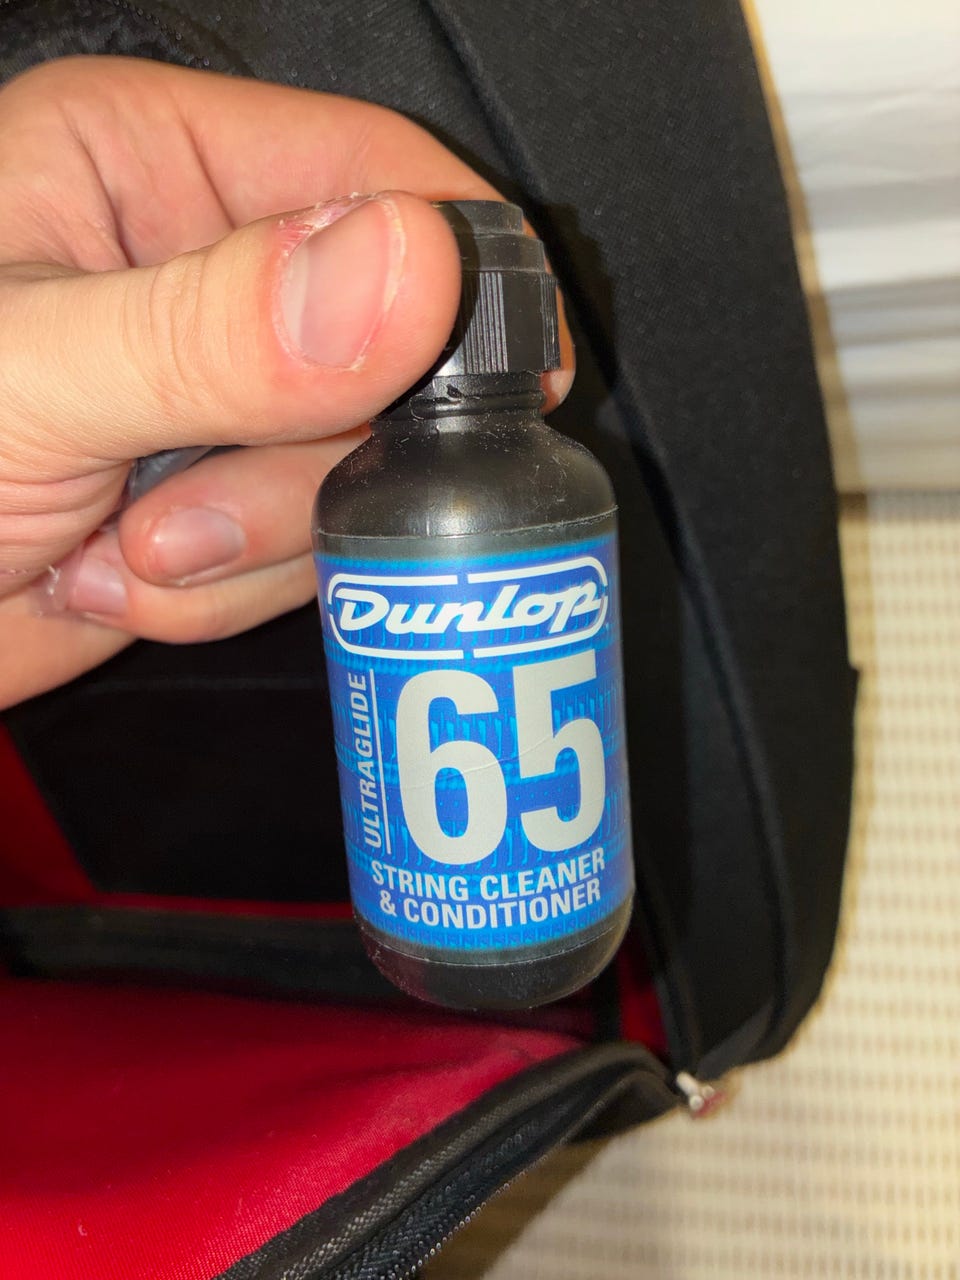 Dunlop
ULTRAGLIDE
65
STRING CLEANER
& CONDITIONER